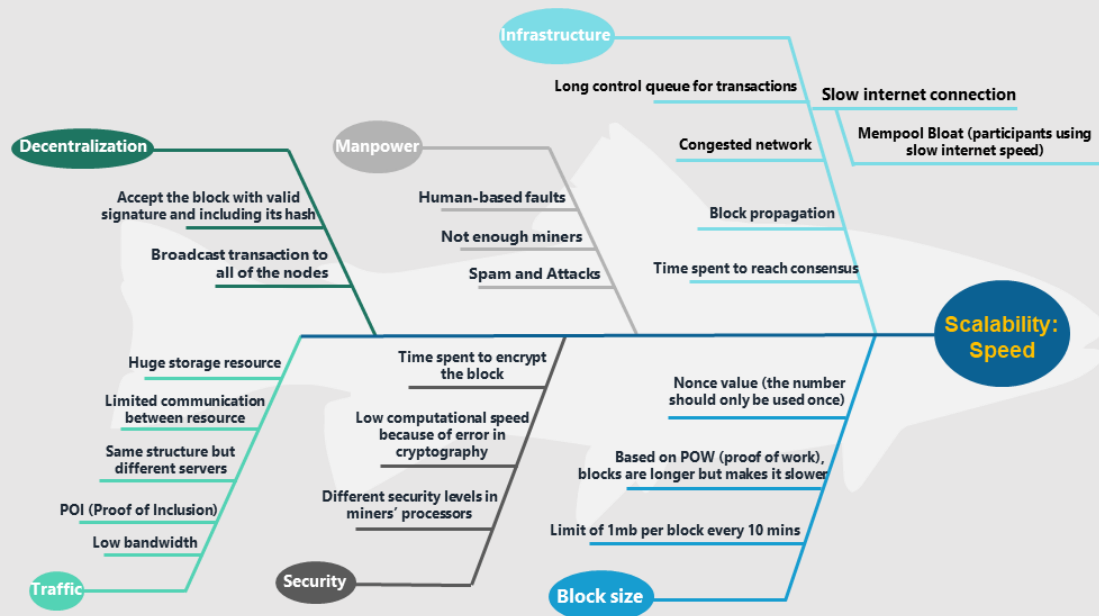 Infrastructure
Long control queue for transactions
Slow internet connection
Mempool Bloat (participants using
slow internet speed)
Congested network
Block propagation
Time spent to reach consensus
Decentralization
Accept the block with valid
signature and including its hash
Broadcast transaction to
all of the nodes
Manpower
Human-based faults
Not enough miners
Spam and Attacks
Scalability:
Speed
Huge storage resource
Limited communication
between resource
Same structure but
different servers
POI (Proof of Inclusion)
Low bandwidth
Traffic
Time spent to encrypt
the block
Low computational speed
because of error in
cryptography
Different security levels in
miners’ processors
Security
Nonce value (the number
should only be used once)
Based on POW (proof of work),
blocks are longer but makes it slower
Limit of 1mb per block every 10 mins
Block size